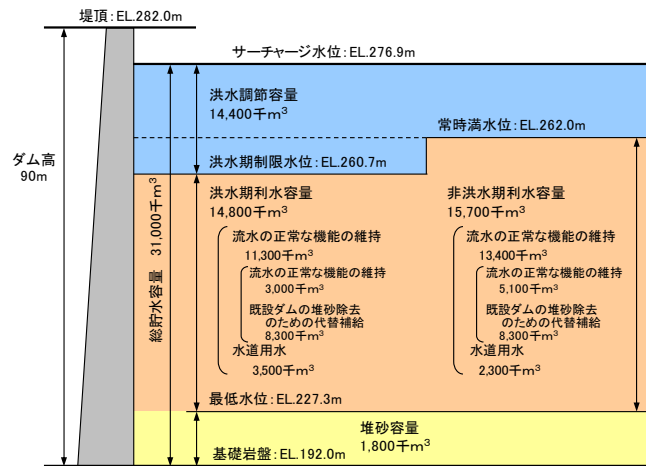 堤頂:EL.282.0m
サーチャージ水位:EL.276.9m
洪水調節容量
14,400千m³
常時満水位:EL.262.0m
ダム高
90m
洪水期制限水位:EL.260.7m
総貯水容量 31,000千m³
洪水期利水容量
14,800千m³
流水の正常な機能の維持
11,300千m³
流水の正常な機能の維持
3,000千m³
既設ダムの堆砂除去
のための代替補給
8,300千m³
水道用水
3,500千m³
非洪水期利水容量
15,700千m³
流水の正常な機能の維持
13,400千m³
流水の正常な機能の維持
5,100千m³
既設ダムの堆砂除去
のための代替補給
8,300千m³
水道用水
2,300千m³
最低水位:EL.227.3m
堆砂容量
1,800千m³
基礎岩盤:EL.192.0m